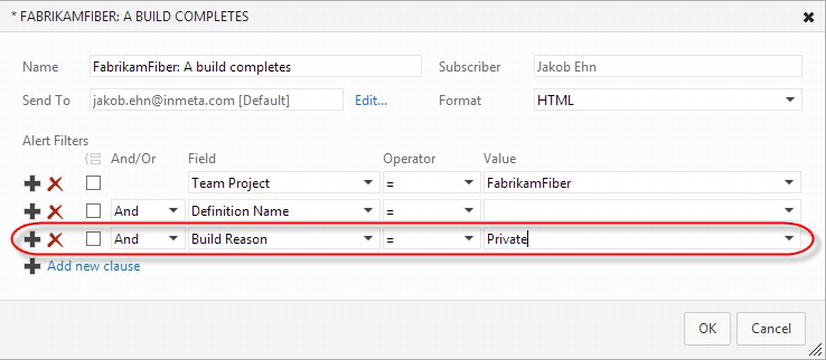 * FABRIKAMFIBER: A BUILD COMPLETES
Name FabrikamFiber: A build completes Subscriber Jakob Ehn
Send To jakob.ehn@inmeta.com [Default] Edit... Format HTML
Alert Filters
And/Or Field Operator Value
Team Project = FabrikamFiber
And Definition Name =
And Build Reason = Private
Add new clause
OK Cancel